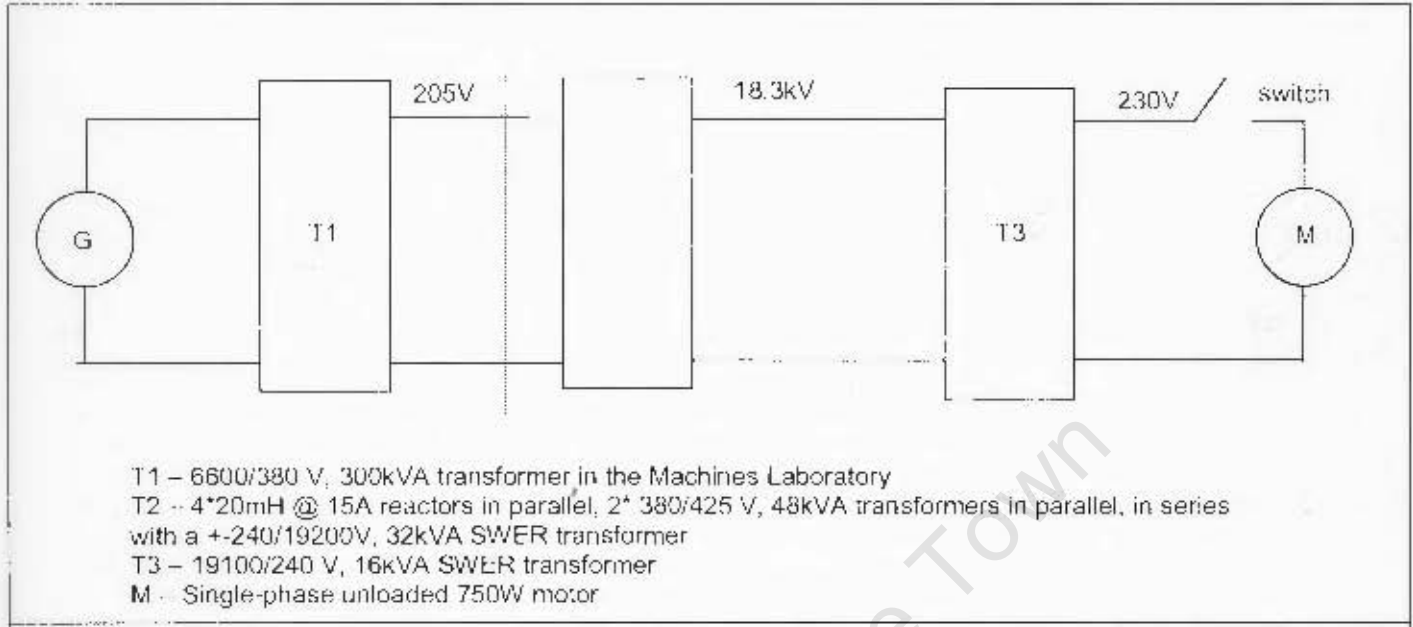 205V 18.3kV 230V switch
G T1 T3 M
T1 – 6600/380 V, 300kVA transformer in the Machines Laboratory
T2 – 4*20mH @ 15A reactors in parallel, 2* 380/425 V, 48kVA transformers in parallel, in series
with a +-240/19200V, 32kVA SWER transformer
T3 – 19100/240 V, 16kVA SWER transformer
M - Single-phase unloaded 750W motor
e Town